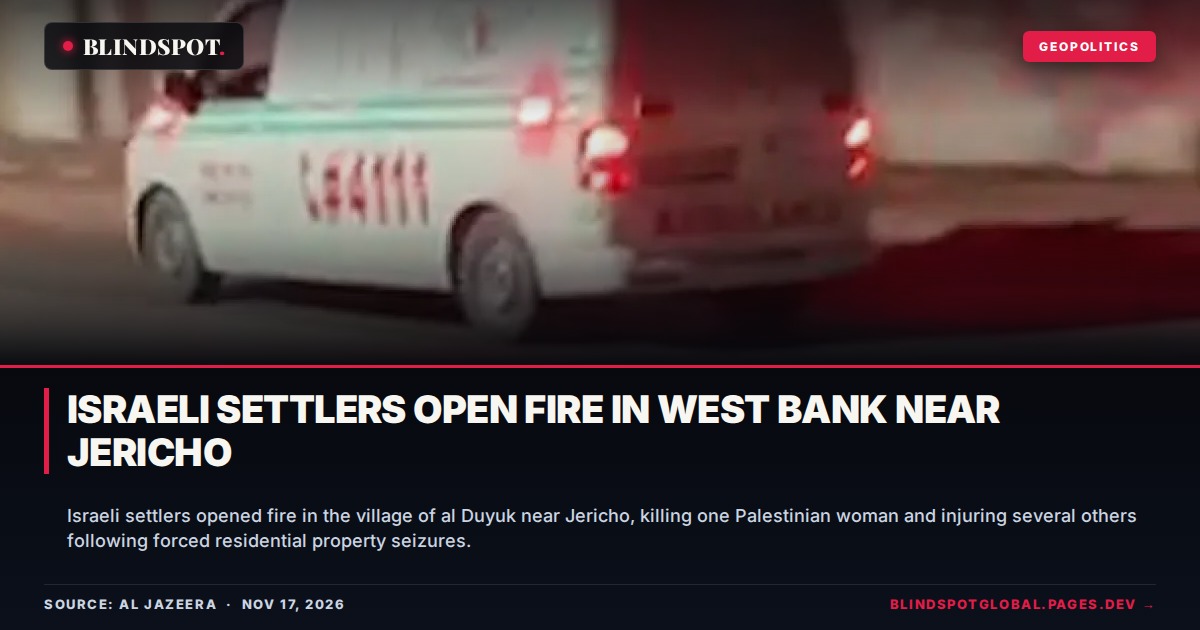 BLINDSPOT.
GEOPOLITICS
ISRAELI SETTLERS OPEN FIRE IN WEST BANK NEAR
JERICHO
Israeli settlers opened fire in the village of al Duyuk near Jericho, killing one Palestinian woman and injuring several others
following forced residential property seizures.
SOURCE: AL JAZEERA · NOV 17, 2026
BLINDSPOTGLOBAL.PAGES.DEV →